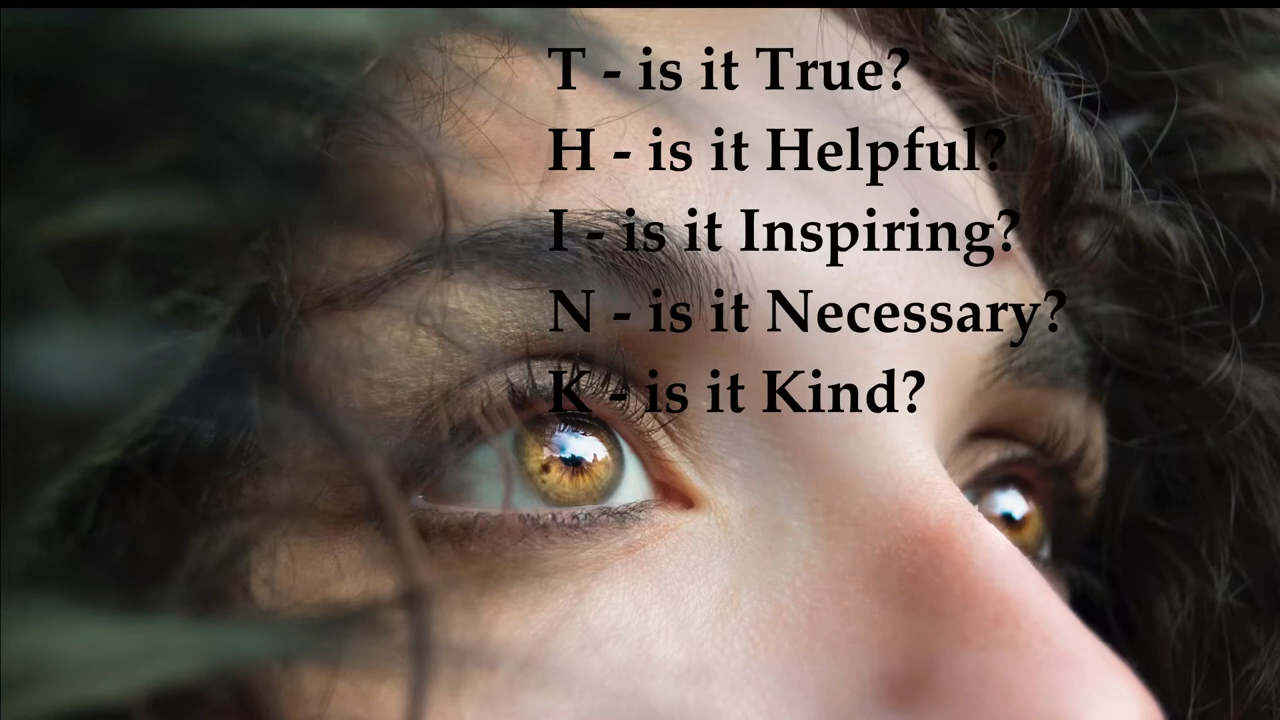 T - is it True?
H - is it Helpful?
I - is it Inspiring?
N - is it Necessary?
K - is it Kind?